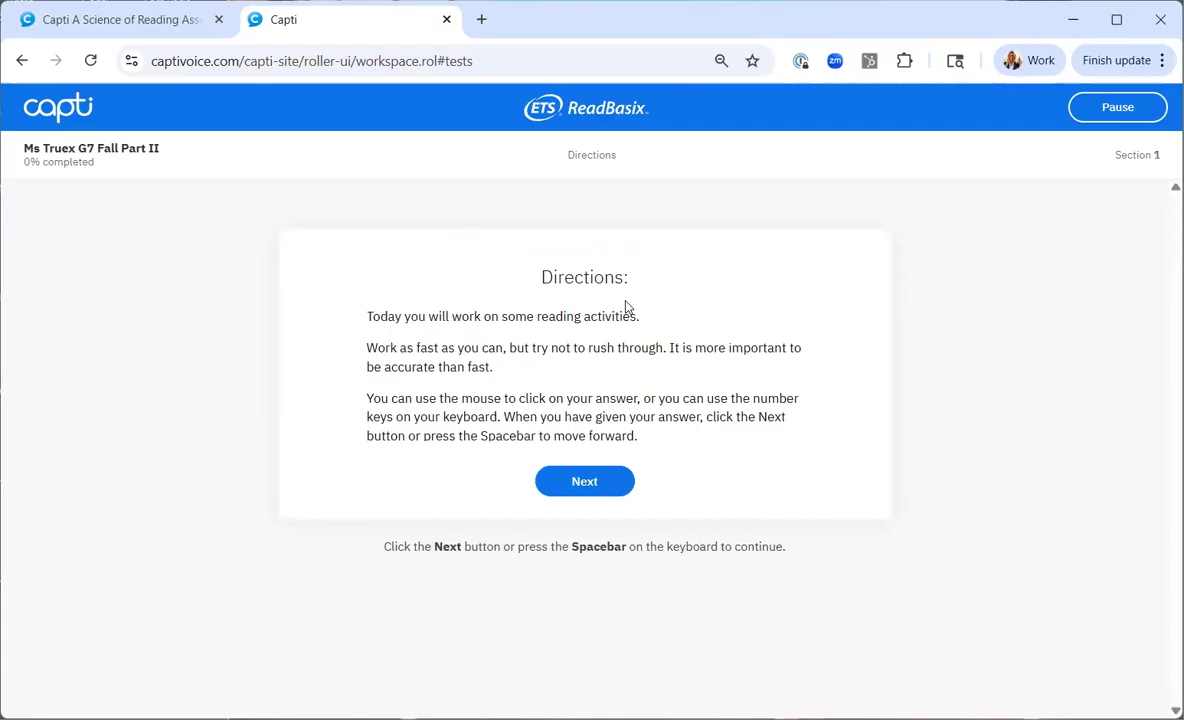 Capti A Science of Reading Ass
Capti
captivoice.com/capti-site/roller-ui/workspace.rol#tests
zm
Work
Finish update
capti
ETS ReadBasix
Pause
Ms Truex G7 Fall Part II
0% completed
Directions
Section 1
Directions:
Today you will work on some reading activities.
Work as fast as you can, but try not to rush through. It is more important to
be accurate than fast.
You can use the mouse to click on your answer, or you can use the number
keys on your keyboard. When you have given your answer, click the Next
button or press the Spacebar to move forward.
Next
Click the Next button or press the Spacebar on the keyboard to continue.